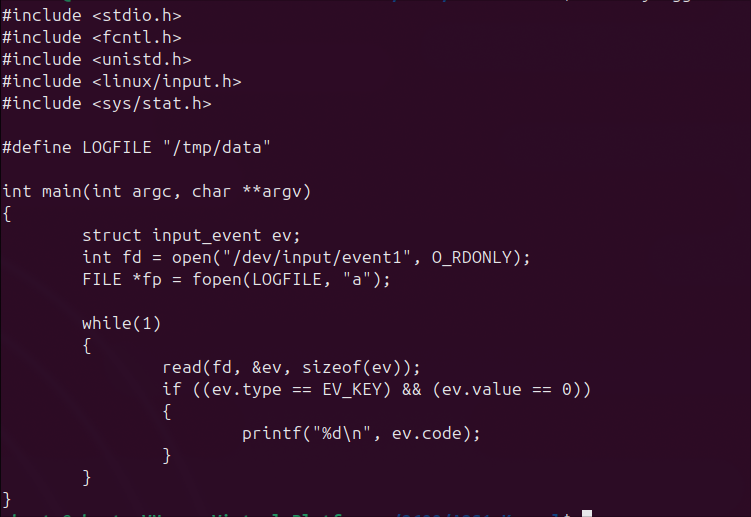 #include <stdio.h>
#include <fcntl.h>
#include <unistd.h>
#include <linux/input.h>
#include <sys/stat.h>

#define LOGFILE "/tmp/data"

int main(int argc, char **argv)
{
        struct input_event ev;
        int fd = open("/dev/input/event1", O_RDONLY);
        FILE *fp = fopen(LOGFILE, "a");

        while(1)
        {
                read(fd, &ev, sizeof(ev));
                if ((ev.type == EV_KEY) && (ev.value == 0))
                {
                        printf("%d\n", ev.code);
                }
        }
}